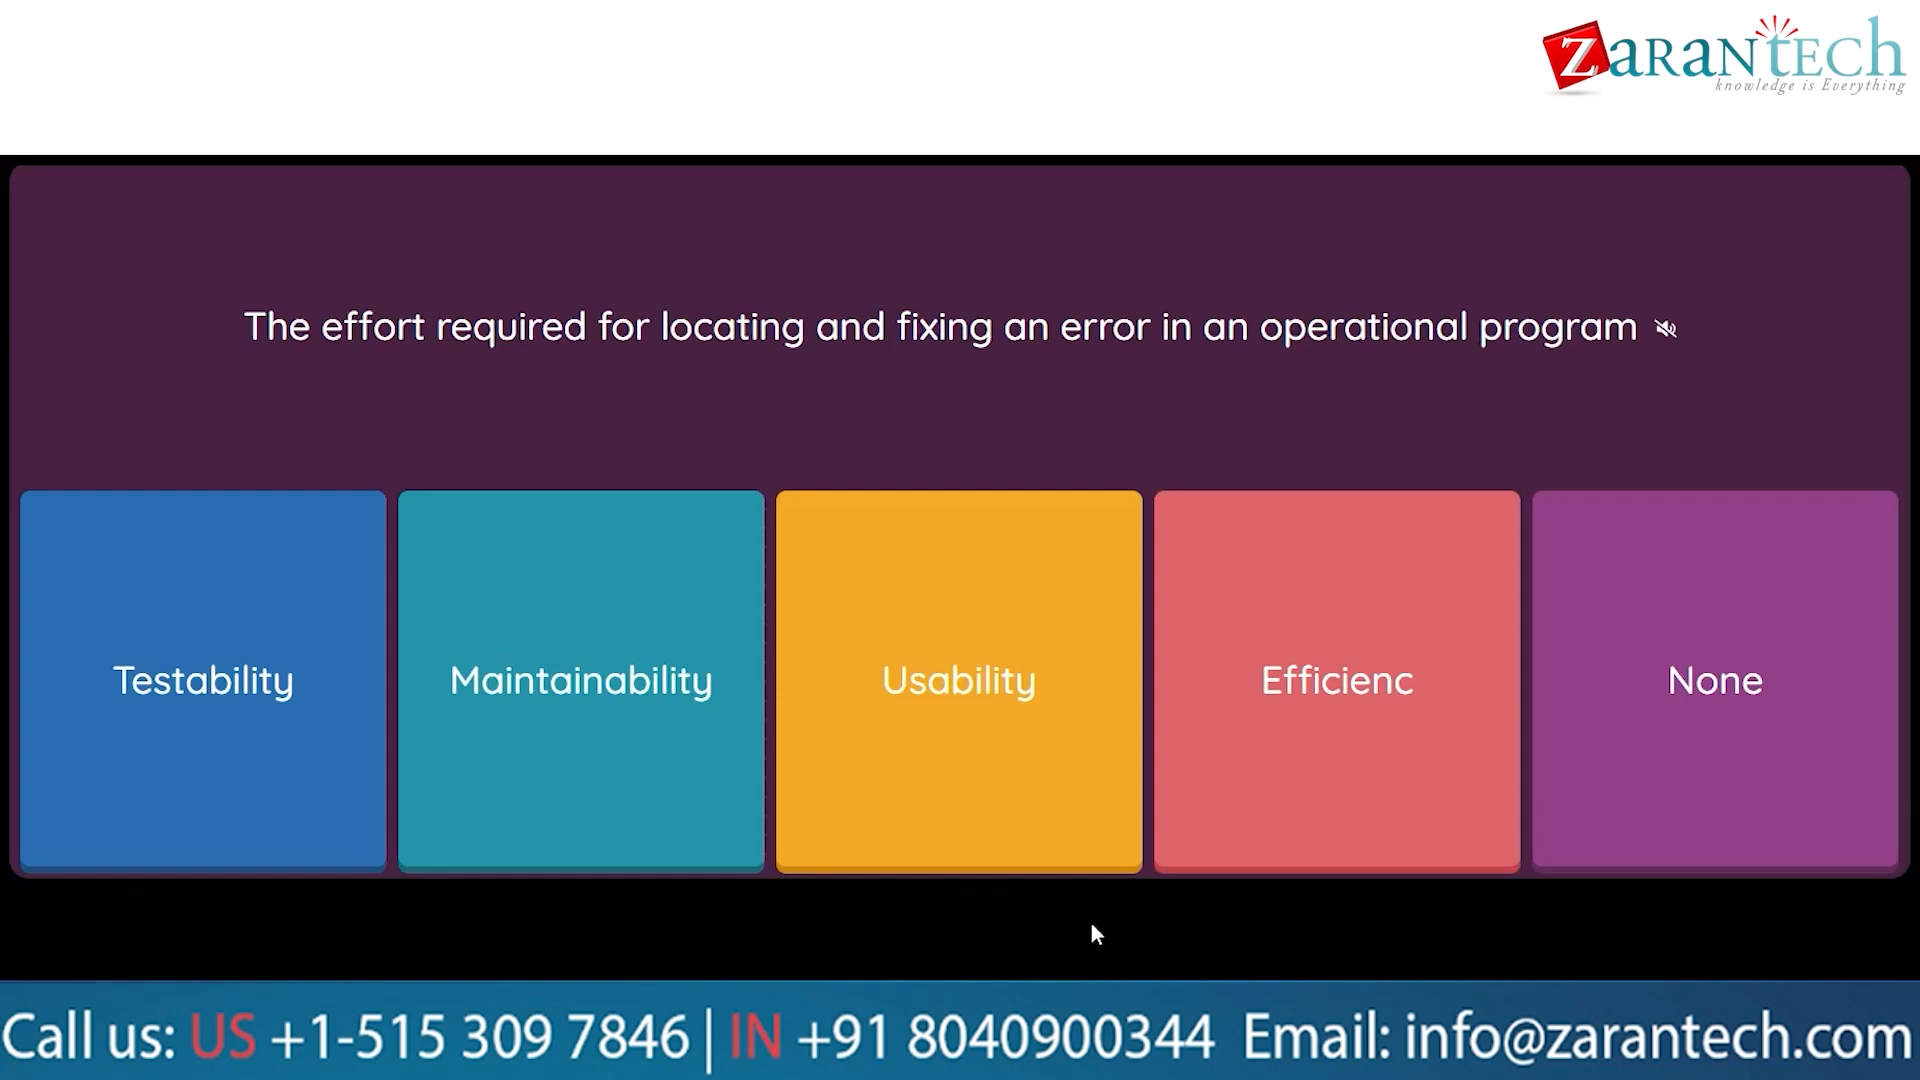 ZARANTECH
knowledge is Everything
The effort required for locating and fixing an error in an operational program
Testability
Maintainability
Usability
Efficienc
None
Call us: US +1-515 309 7846 | IN +91 8040900344 Email: info@zarantech.com